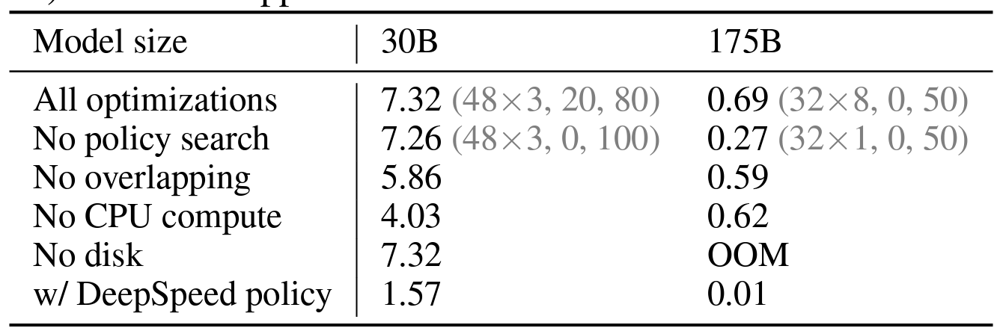 Model size 30B 175B
All optimizations 7.32 (48×3, 20, 80) 0.69 (32×8, 0, 50)
No policy search 7.26 (48×3, 0, 100) 0.27 (32×1, 0, 50)
No overlapping 5.86 0.59
No CPU compute 4.03 0.62
No disk 7.32 OOM
w/ DeepSpeed policy 1.57 0.01